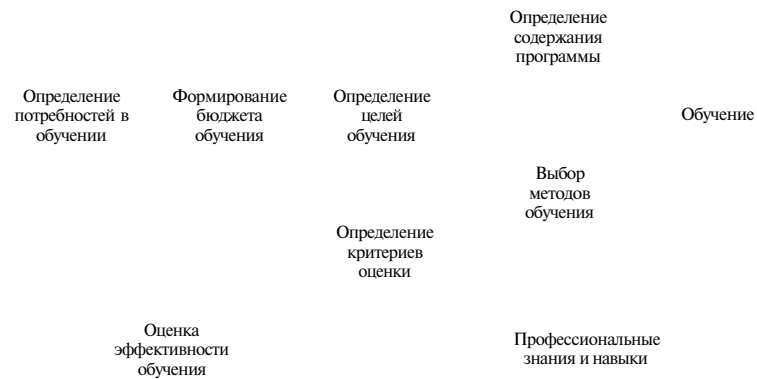 Определение
содержания
программы
Определение
потребностей в
обучении
Формирование
бюджета
обучения
Определение
целей
обучения
Обучение
Выбор
методов
обучения
Определение
критериев
оценки
Оценка
эффективности
обучения
Профессиональные
знания и навыки